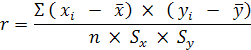 r = Σ ( xᵢ − x̄ ) × ( yᵢ − ȳ ) / n × Sₓ × Sᵧ